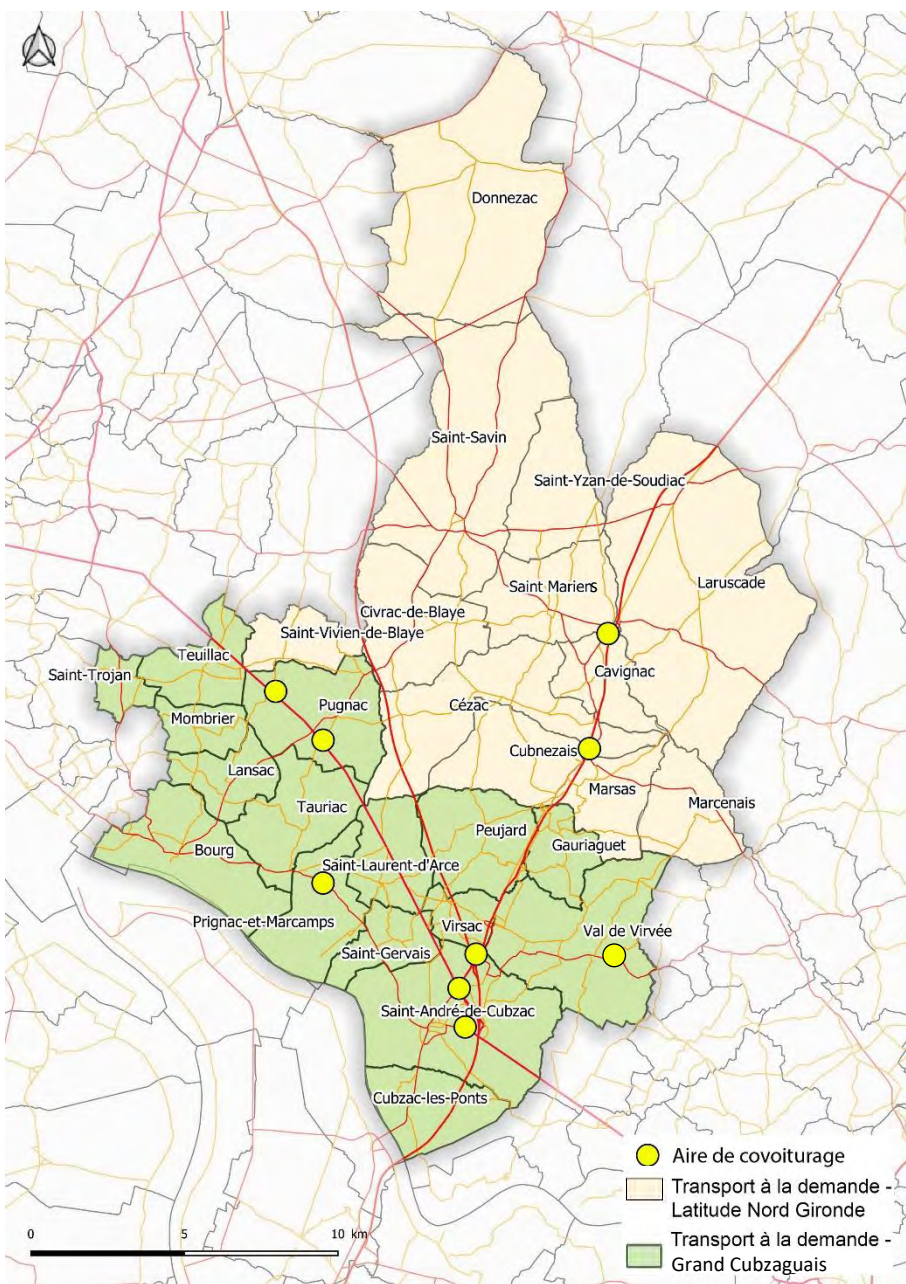 Donnezac
Saint-Savin
Saint-Yzan-de-Soudiac
Saint Mariens
Laruscade
Civrac-de-Blaye
Saint-Vivien-de-Blaye
Teuillac
Saint-Trojan
Cavignac
Pugnac
Cézac
Mombrier
Cubnezais
Lansac
Marsas
Marcenais
Tauriac
Peujard
Gauriaguet
Bourg
Saint-Laurent-d'Arce
Prignac-et-Marcamps
Virsac
Val de Virvée
Saint-Gervais
Saint-André-de-Cubzac
Cubzac-les-Ponts
Aire de covoiturage
Transport à la demande -
Latitude Nord Gironde
Transport à la demande -
Grand Cubzaguais
0 5 10 km